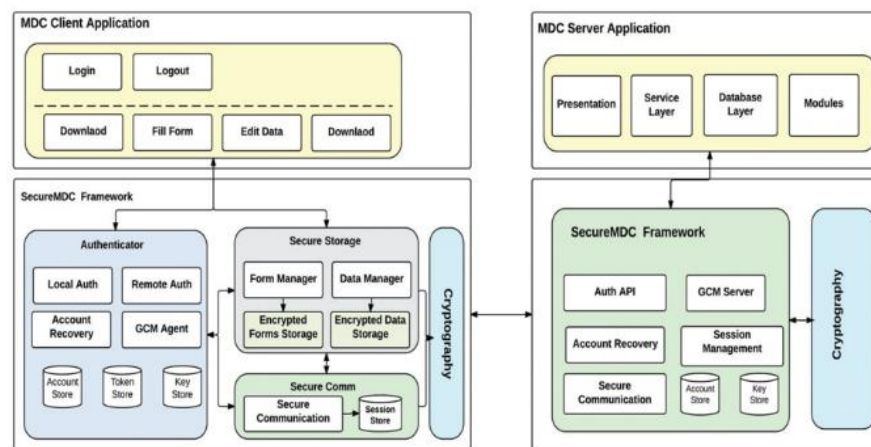 MDC Client Application
Login
Logout
Downlaod
Fill Form
Edit Data
Downlaod
SecureMDC Framework
Authenticator
Local Auth
Remote Auth
Account
Recovery
GCM Agent
Account
Store
Token
Store
Key
Store
Secure Storage
Form Manager
Data Manager
Encrypted
Forms Storage
Encrypted Data
Storage
Secure Comm
Secure
Communication
Session
Store
Cryptography
MDC Server Application
Presentation
Service
Layer
Database
Layer
Modules
SecureMDC Framework
Auth API
GCM Server
Account Recovery
Session
Management
Secure
Communication
Account
Store
Key
Store
Cryptography